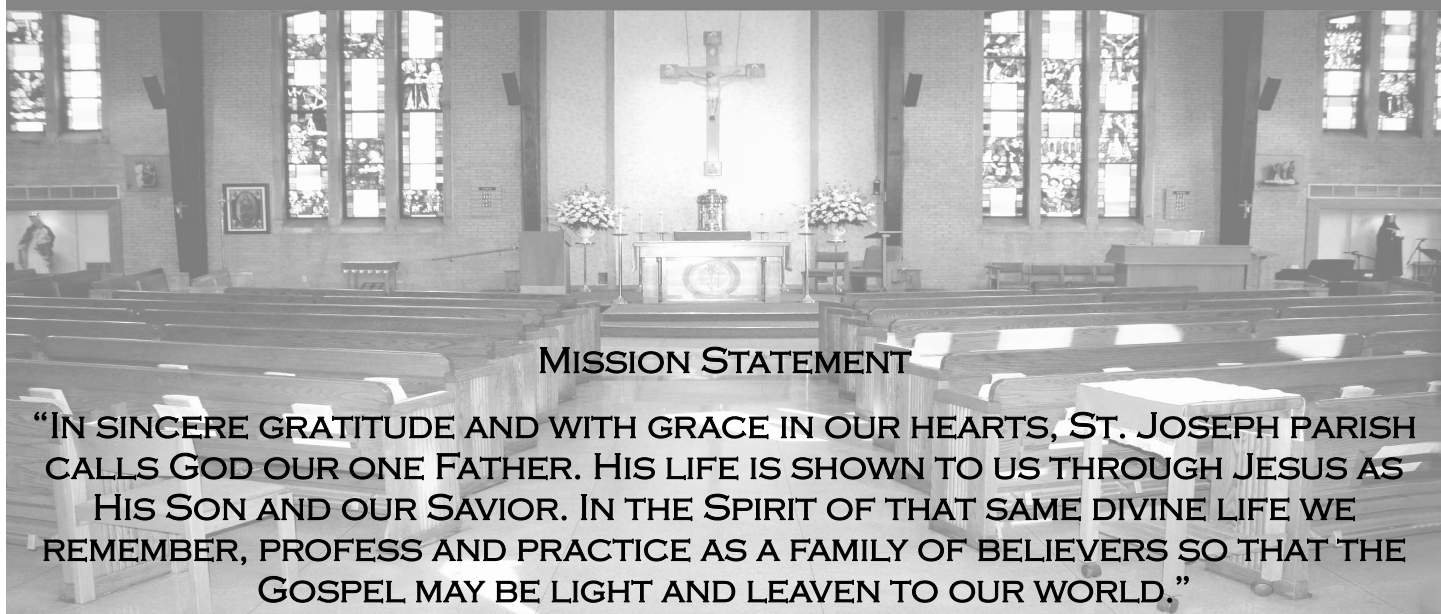 Mission Statement
“In sincere gratitude and with grace in our hearts, St. Joseph parish
calls God our one Father. His life is shown to us through Jesus as
His Son and our Savior. In the Spirit of that same divine life we
remember, profess and practice as a family of believers so that the
Gospel may be light and leaven to our world.”